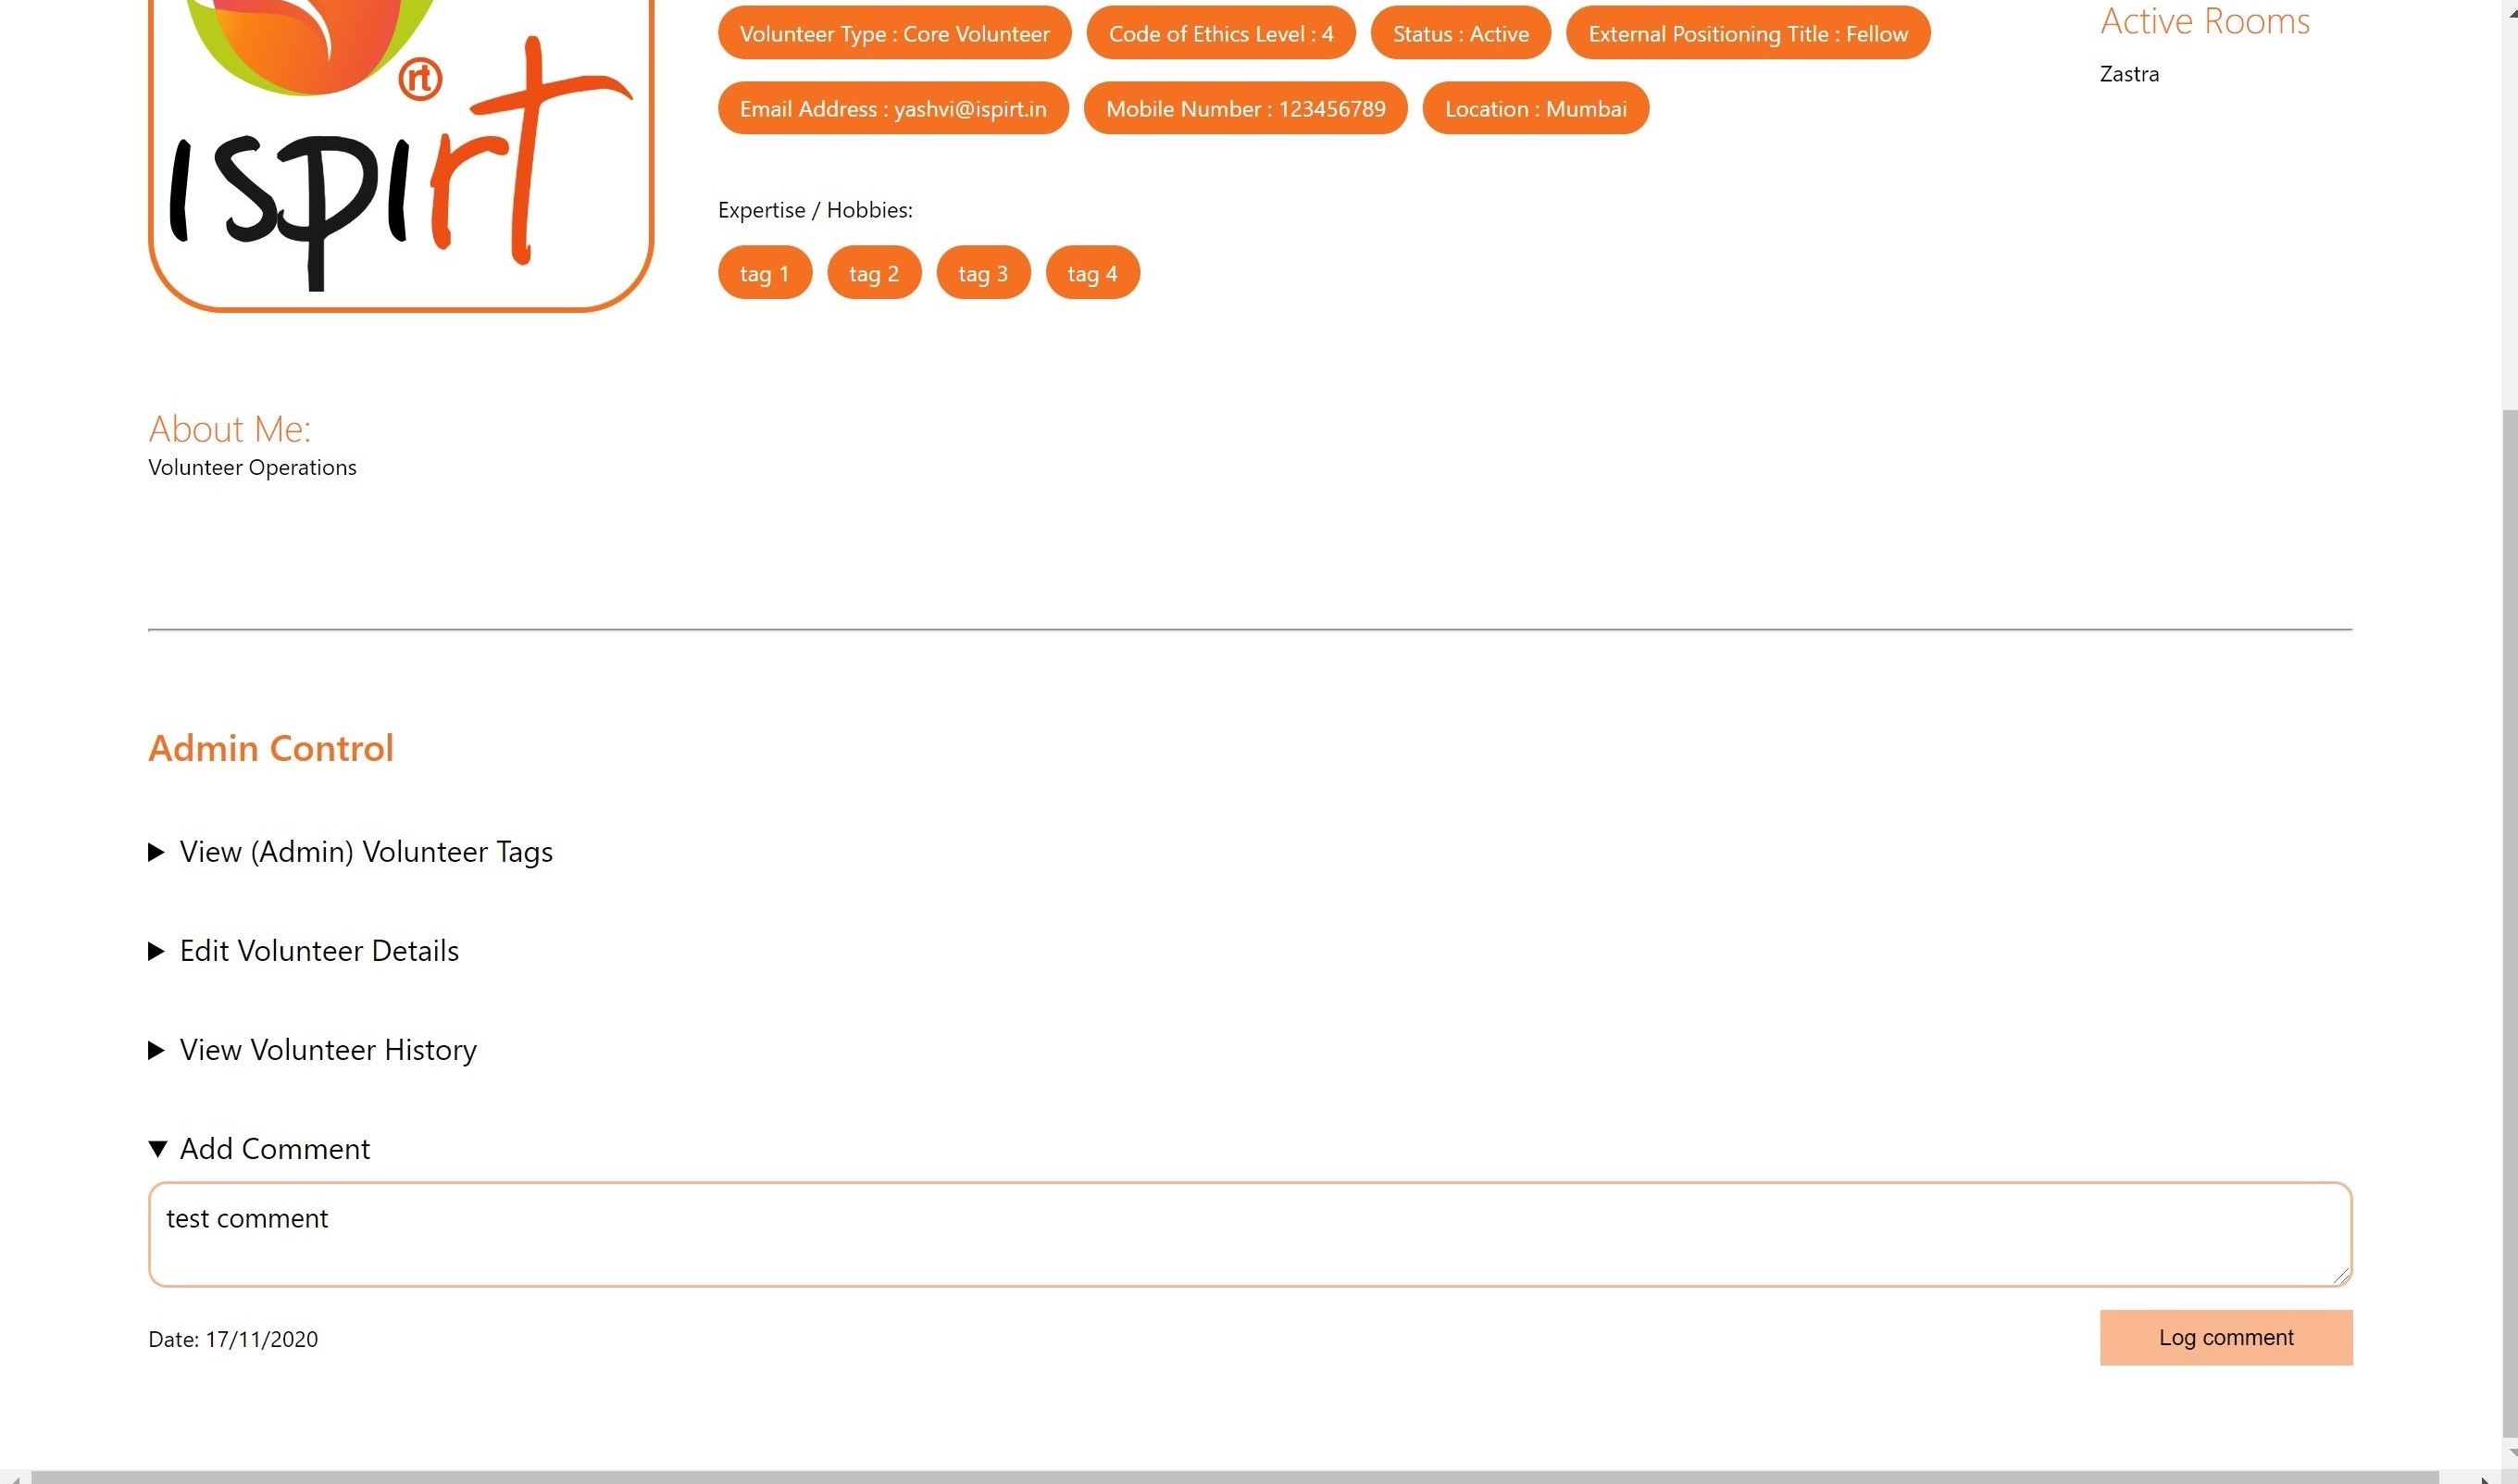 Volunteer Type : Core Volunteer Code of Ethics Level : 4 Status : Active External Positioning Title : Fellow
Email Address : yashvi@ispirt.in Mobile Number : 123456789 Location : Mumbai
ispirt
rt
Expertise / Hobbies:
tag 1 tag 2 tag 3 tag 4
Active Rooms
Zastra
About Me:
Volunteer Operations
Admin Control
View (Admin) Volunteer Tags
Edit Volunteer Details
View Volunteer History
Add Comment
test comment
Date: 17/11/2020
Log comment